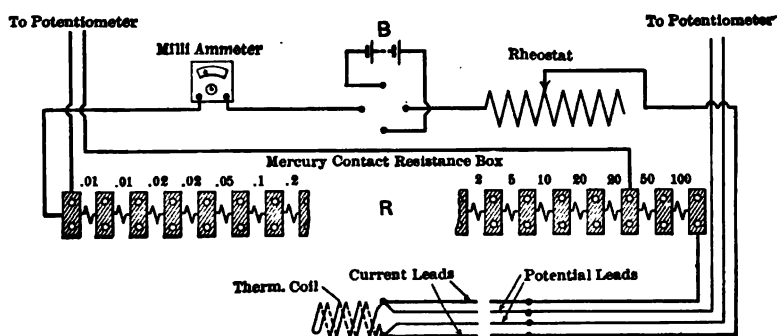 To Potentiometer
To Potentiometer
B
Milli Ammeter
Rheostat
Mercury Contact Resistance Box
.01 .01 .02 .02 .05 .1 .2
2 5 10 20 20 50 100
R
Therm. Coil
Current Leads
Potential Leads